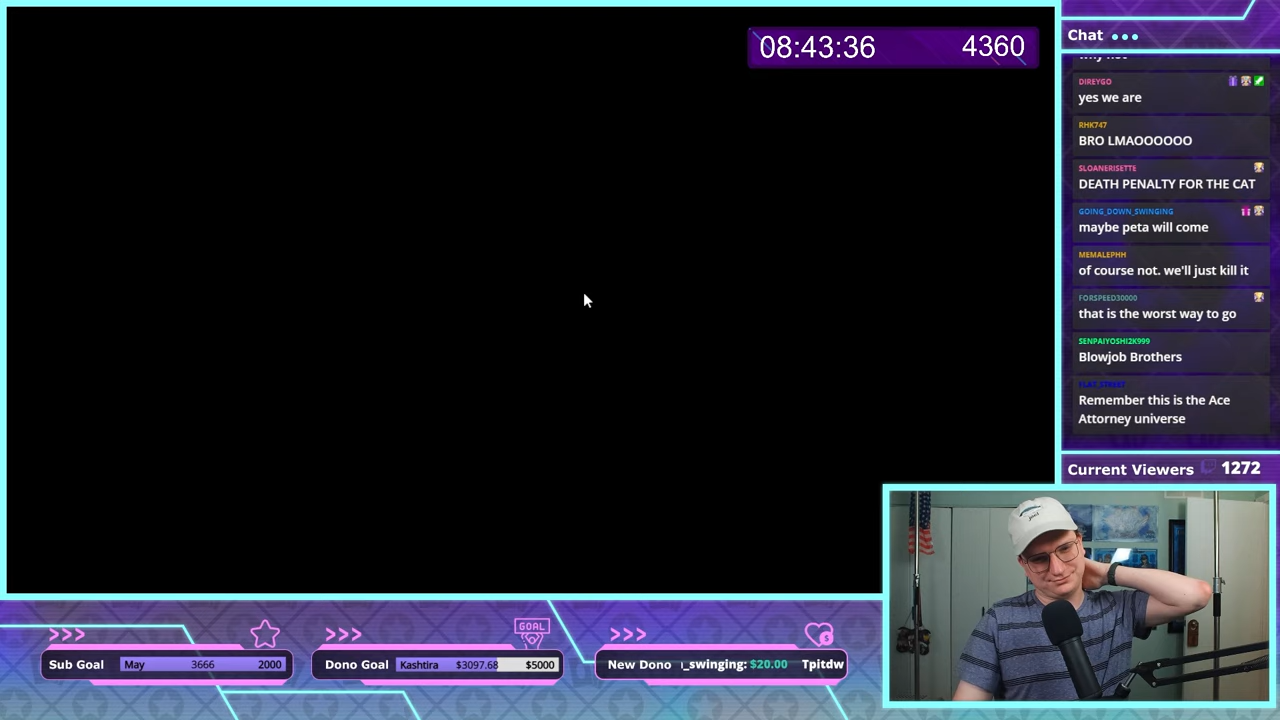 08:43:36 4360
Chat
why not
DIREYGO
yes we are
RHK747
BRO LMAOOOOOO
SLOANERISETTE
DEATH PENALTY FOR THE CAT
GOING_DOWN_SWINGING
maybe peta will come
MEMALEPHH
of course not. we'll just kill it
FORSPEED30000
that is the worst way to go
SENPAIYOSHI2K999
Blowjob Brothers
FLAT_STREET
Remember this is the Ace
Attorney universe
Current Viewers 1272
GOAL
Sub Goal May 3666 2000
Dono Goal Kashtira $3097.68 $5000
New Dono _swinging: $20.00 Tpitdw